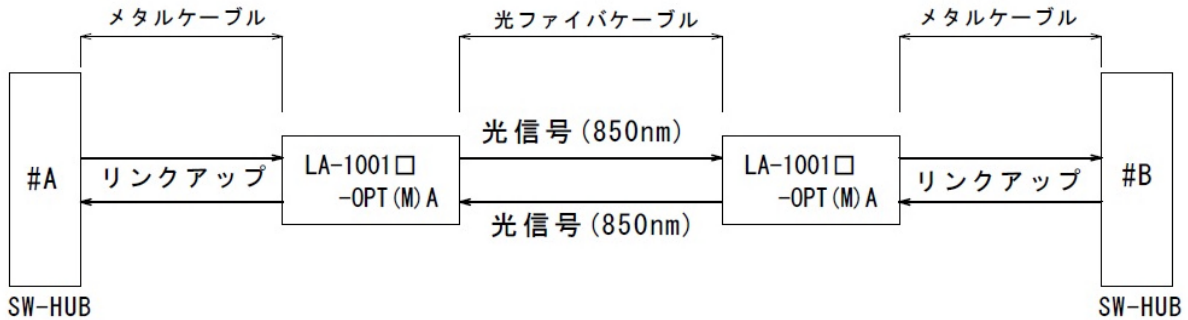 メタルケーブル
光ファイバケーブル
メタルケーブル
#A
リンクアップ
LA-1001□
-OPT(M)A
光信号(850nm)
光信号(850nm)
LA-1001□
-OPT(M)A
リンクアップ
#B
SW-HUB
SW-HUB